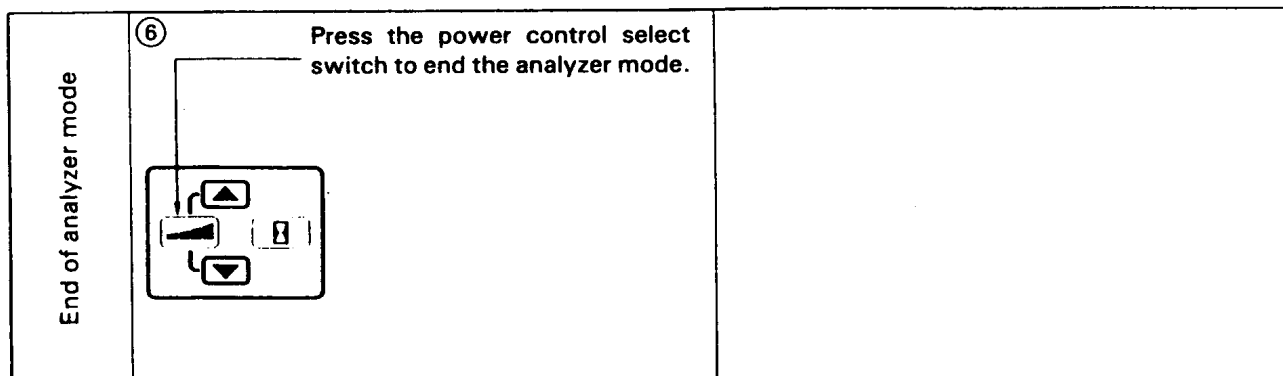 ⑥
Press the power control select
switch to end the analyzer mode.
End of analyzer mode